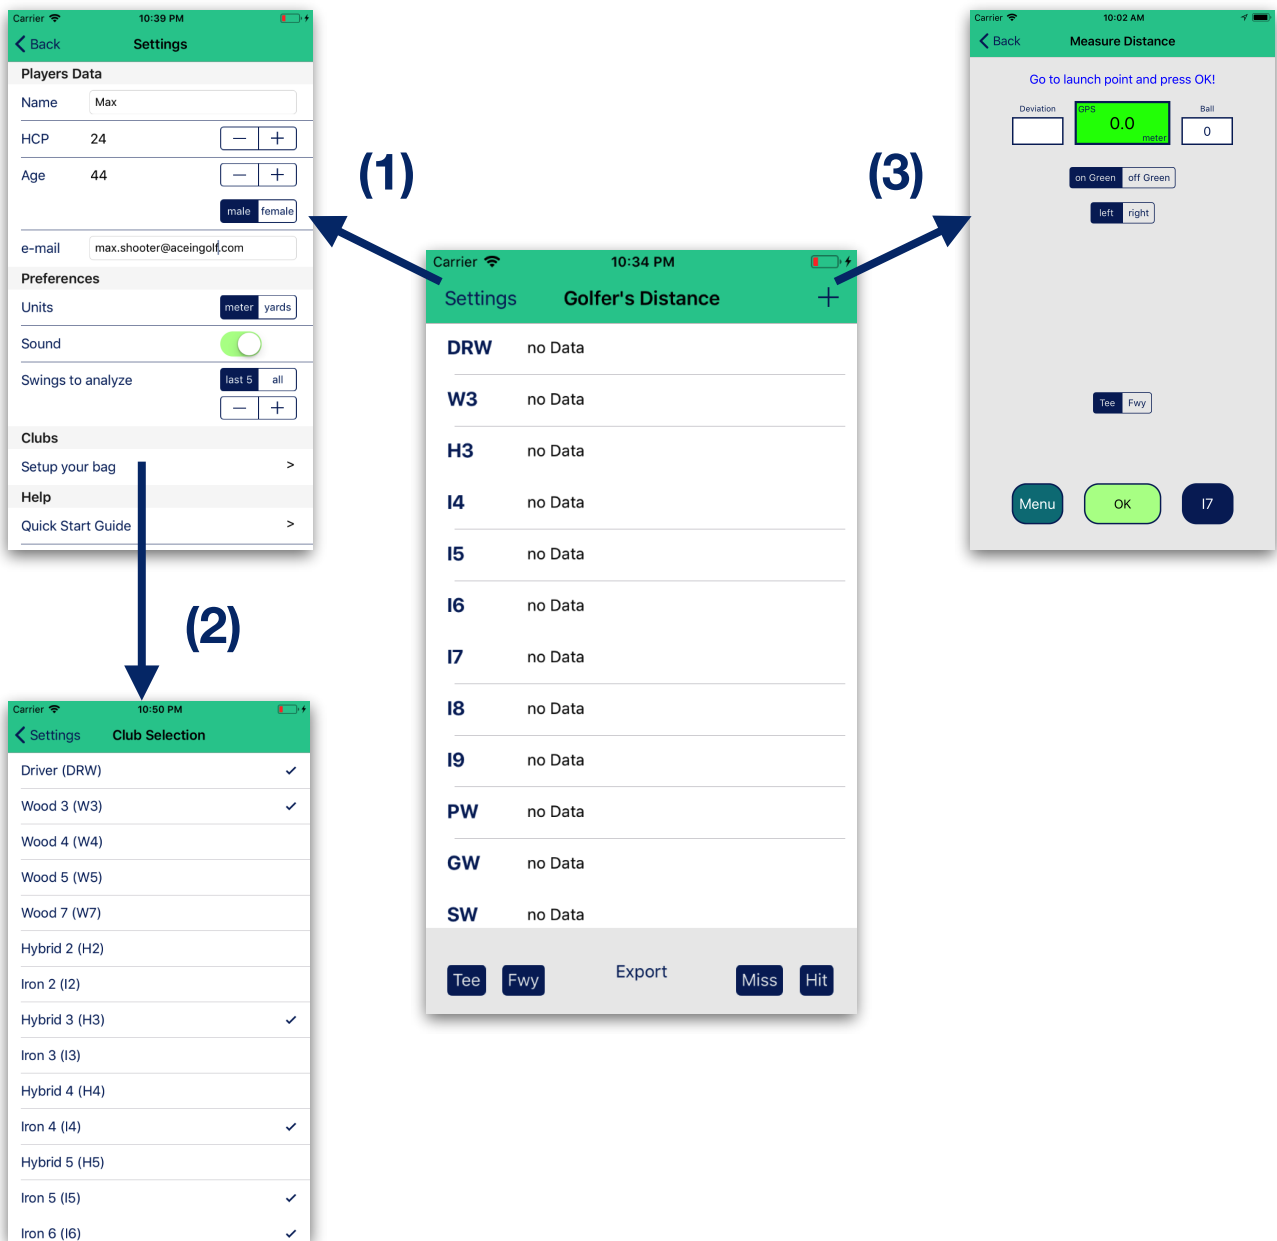 Carrier 10:39 PM
Back Settings
Players Data
Name Max
HCP 24 — +
Age 44 — +
male female
e-mail max.shooter@aceingolf.com
Preferences
Units meter yards
Sound
Swings to analyze last 5 all
— +
Clubs
Setup your bag >
Help
Quick Start Guide >
(1)
(2)
Carrier 10:50 PM
Settings Club Selection
Driver (DRW)
Wood 3 (W3)
Wood 4 (W4)
Wood 5 (W5)
Wood 7 (W7)
Hybrid 2 (H2)
Iron 2 (I2)
Hybrid 3 (H3)
Iron 3 (I3)
Hybrid 4 (H4)
Iron 4 (I4)
Hybrid 5 (H5)
Iron 5 (I5)
Iron 6 (I6)
Carrier 10:34 PM
Settings Golfer's Distance +
DRW no Data
W3 no Data
H3 no Data
I4 no Data
I5 no Data
I6 no Data
I7 no Data
I8 no Data
I9 no Data
PW no Data
GW no Data
SW no Data
Tee Fwy Export Miss Hit
(3)
Carrier 10:02 AM
Back Measure Distance
Go to launch point and press OK!
Deviation GPS Ball
0.0 0
meter
on Green off Green
left right
Tee Fwy
Menu OK I7